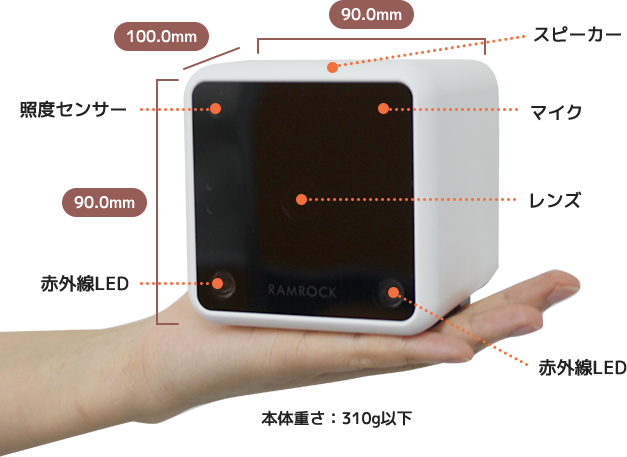 90.0mm
100.0mm
スピーカー
照度センサー
マイク
90.0mm
レンズ
赤外線LED
RAMROCK
赤外線LED
本体重さ：310g以下